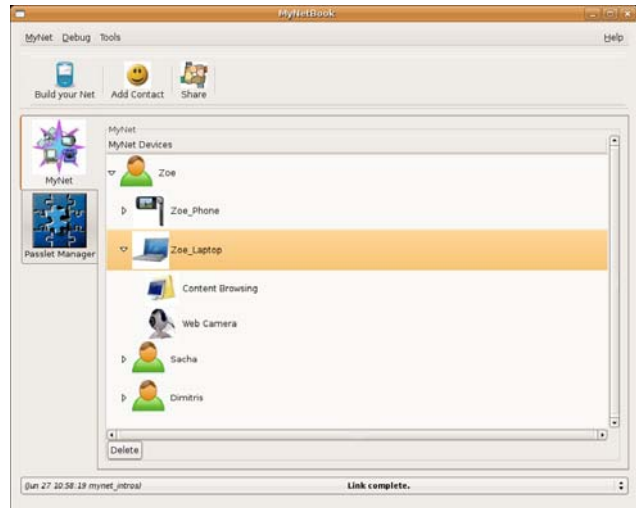 MyNetBook
MyNet Debug Tools Help
Build your Net Add Contact Share
MyNet
Passlet Manager
MyNet
MyNet Devices
Zoe
Zoe_Phone
Zoe_Laptop
Content Browsing
Web Camera
Sacha
Dimitris
Delete
(Jun 27 10:58:19 mynet_intros) Link complete.